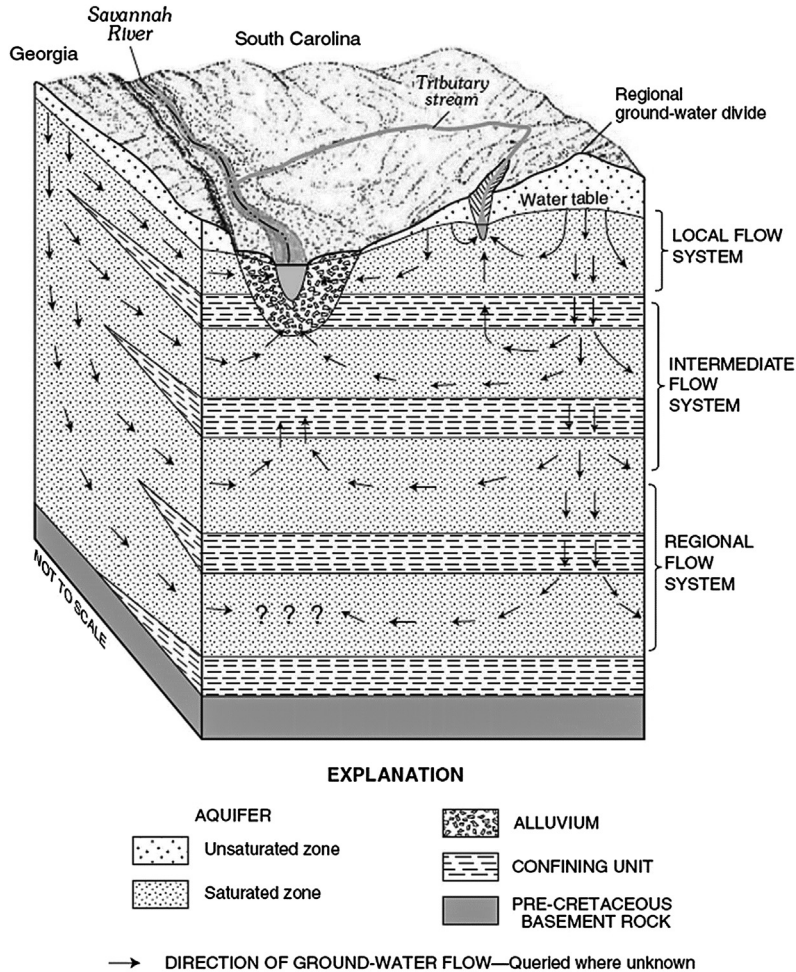 Savannah
River
Georgia
South Carolina
Tributary
stream
Regional
ground-water divide
Water table
LOCAL FLOW
SYSTEM
INTERMEDIATE
FLOW
SYSTEM
REGIONAL
FLOW
SYSTEM
? ? ?
NOT TO SCALE
EXPLANATION
AQUIFER
Unsaturated zone
Saturated zone
ALLUVIUM
CONFINING UNIT
PRE-CRETACEOUS
BASEMENT ROCK
DIRECTION OF GROUND-WATER FLOW—Queried where unknown